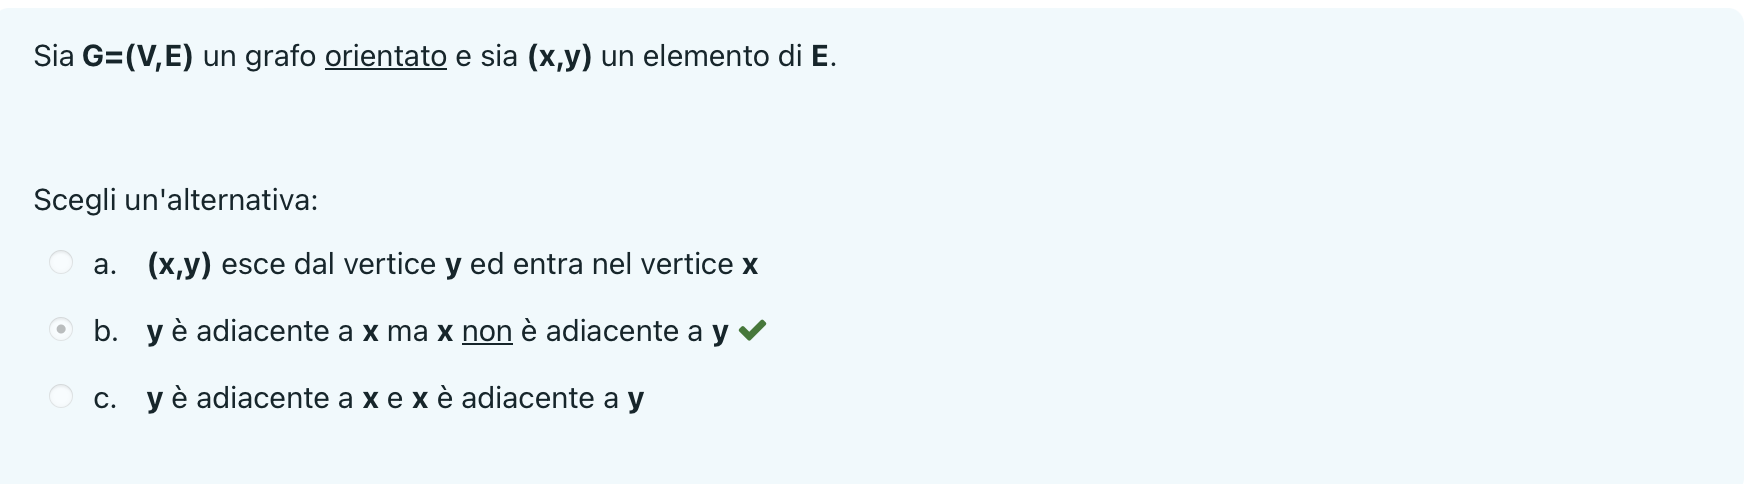 Sia G=(V,E) un grafo orientato e sia (x,y) un elemento di E.
Scegli un'alternativa:
a. (x,y) esce dal vertice y ed entra nel vertice x
b. y è adiacente a x ma x non è adiacente a y
c. y è adiacente a x e x è adiacente a y